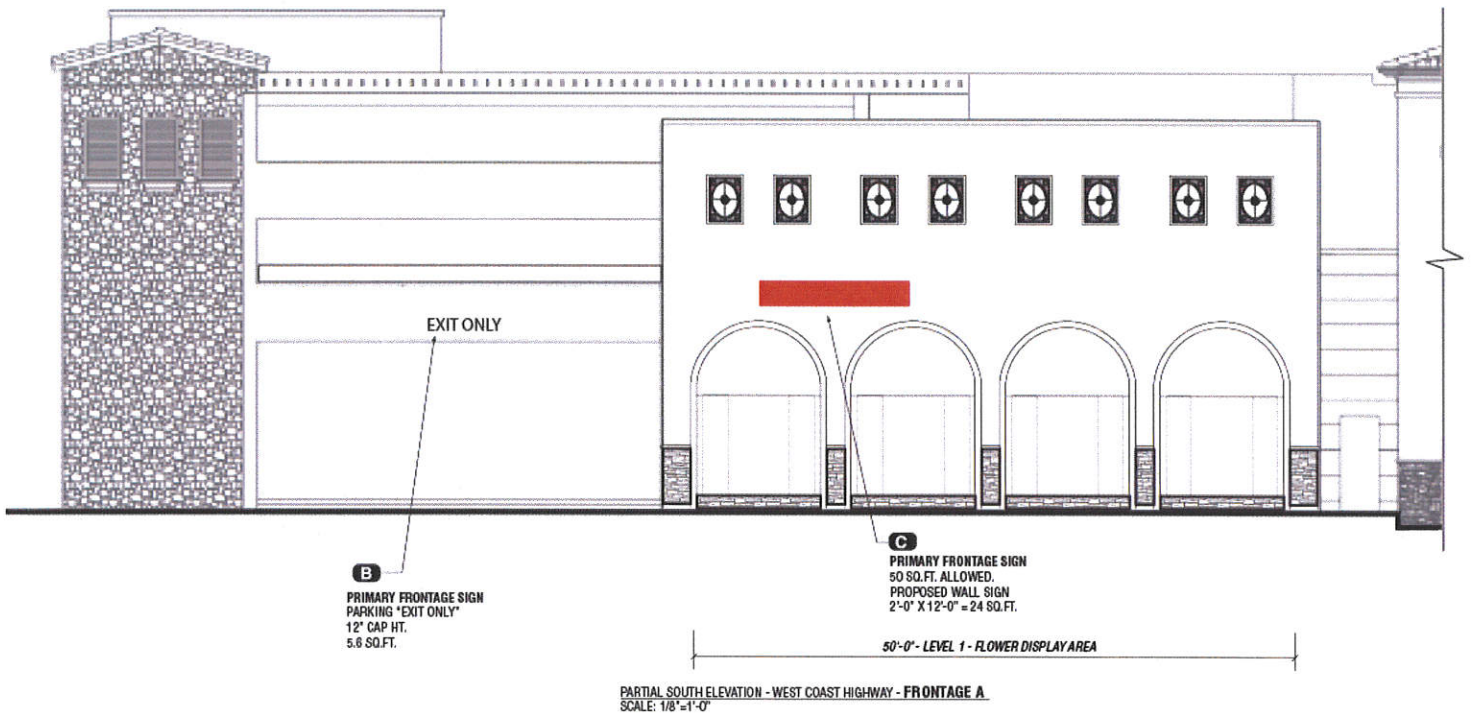 EXIT ONLY
B
PRIMARY FRONTAGE SIGN
PARKING "EXIT ONLY"
12" CAP HT.
5.6 SQ.FT.
C
PRIMARY FRONTAGE SIGN
50 SQ.FT. ALLOWED.
PROPOSED WALL SIGN
2'-0" X 12'-0" = 24 SQ.FT.
50'-0" - LEVEL 1 - FLOWER DISPLAY AREA
PARTIAL SOUTH ELEVATION - WEST COAST HIGHWAY - FRONTAGE A
SCALE: 1/8"=1'-0"